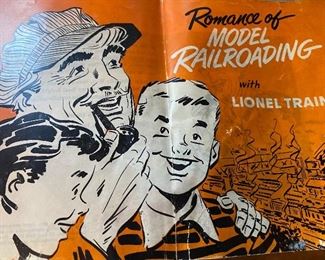 Romance of
MODEL
RAILROADING
with
LIONEL TRAIN